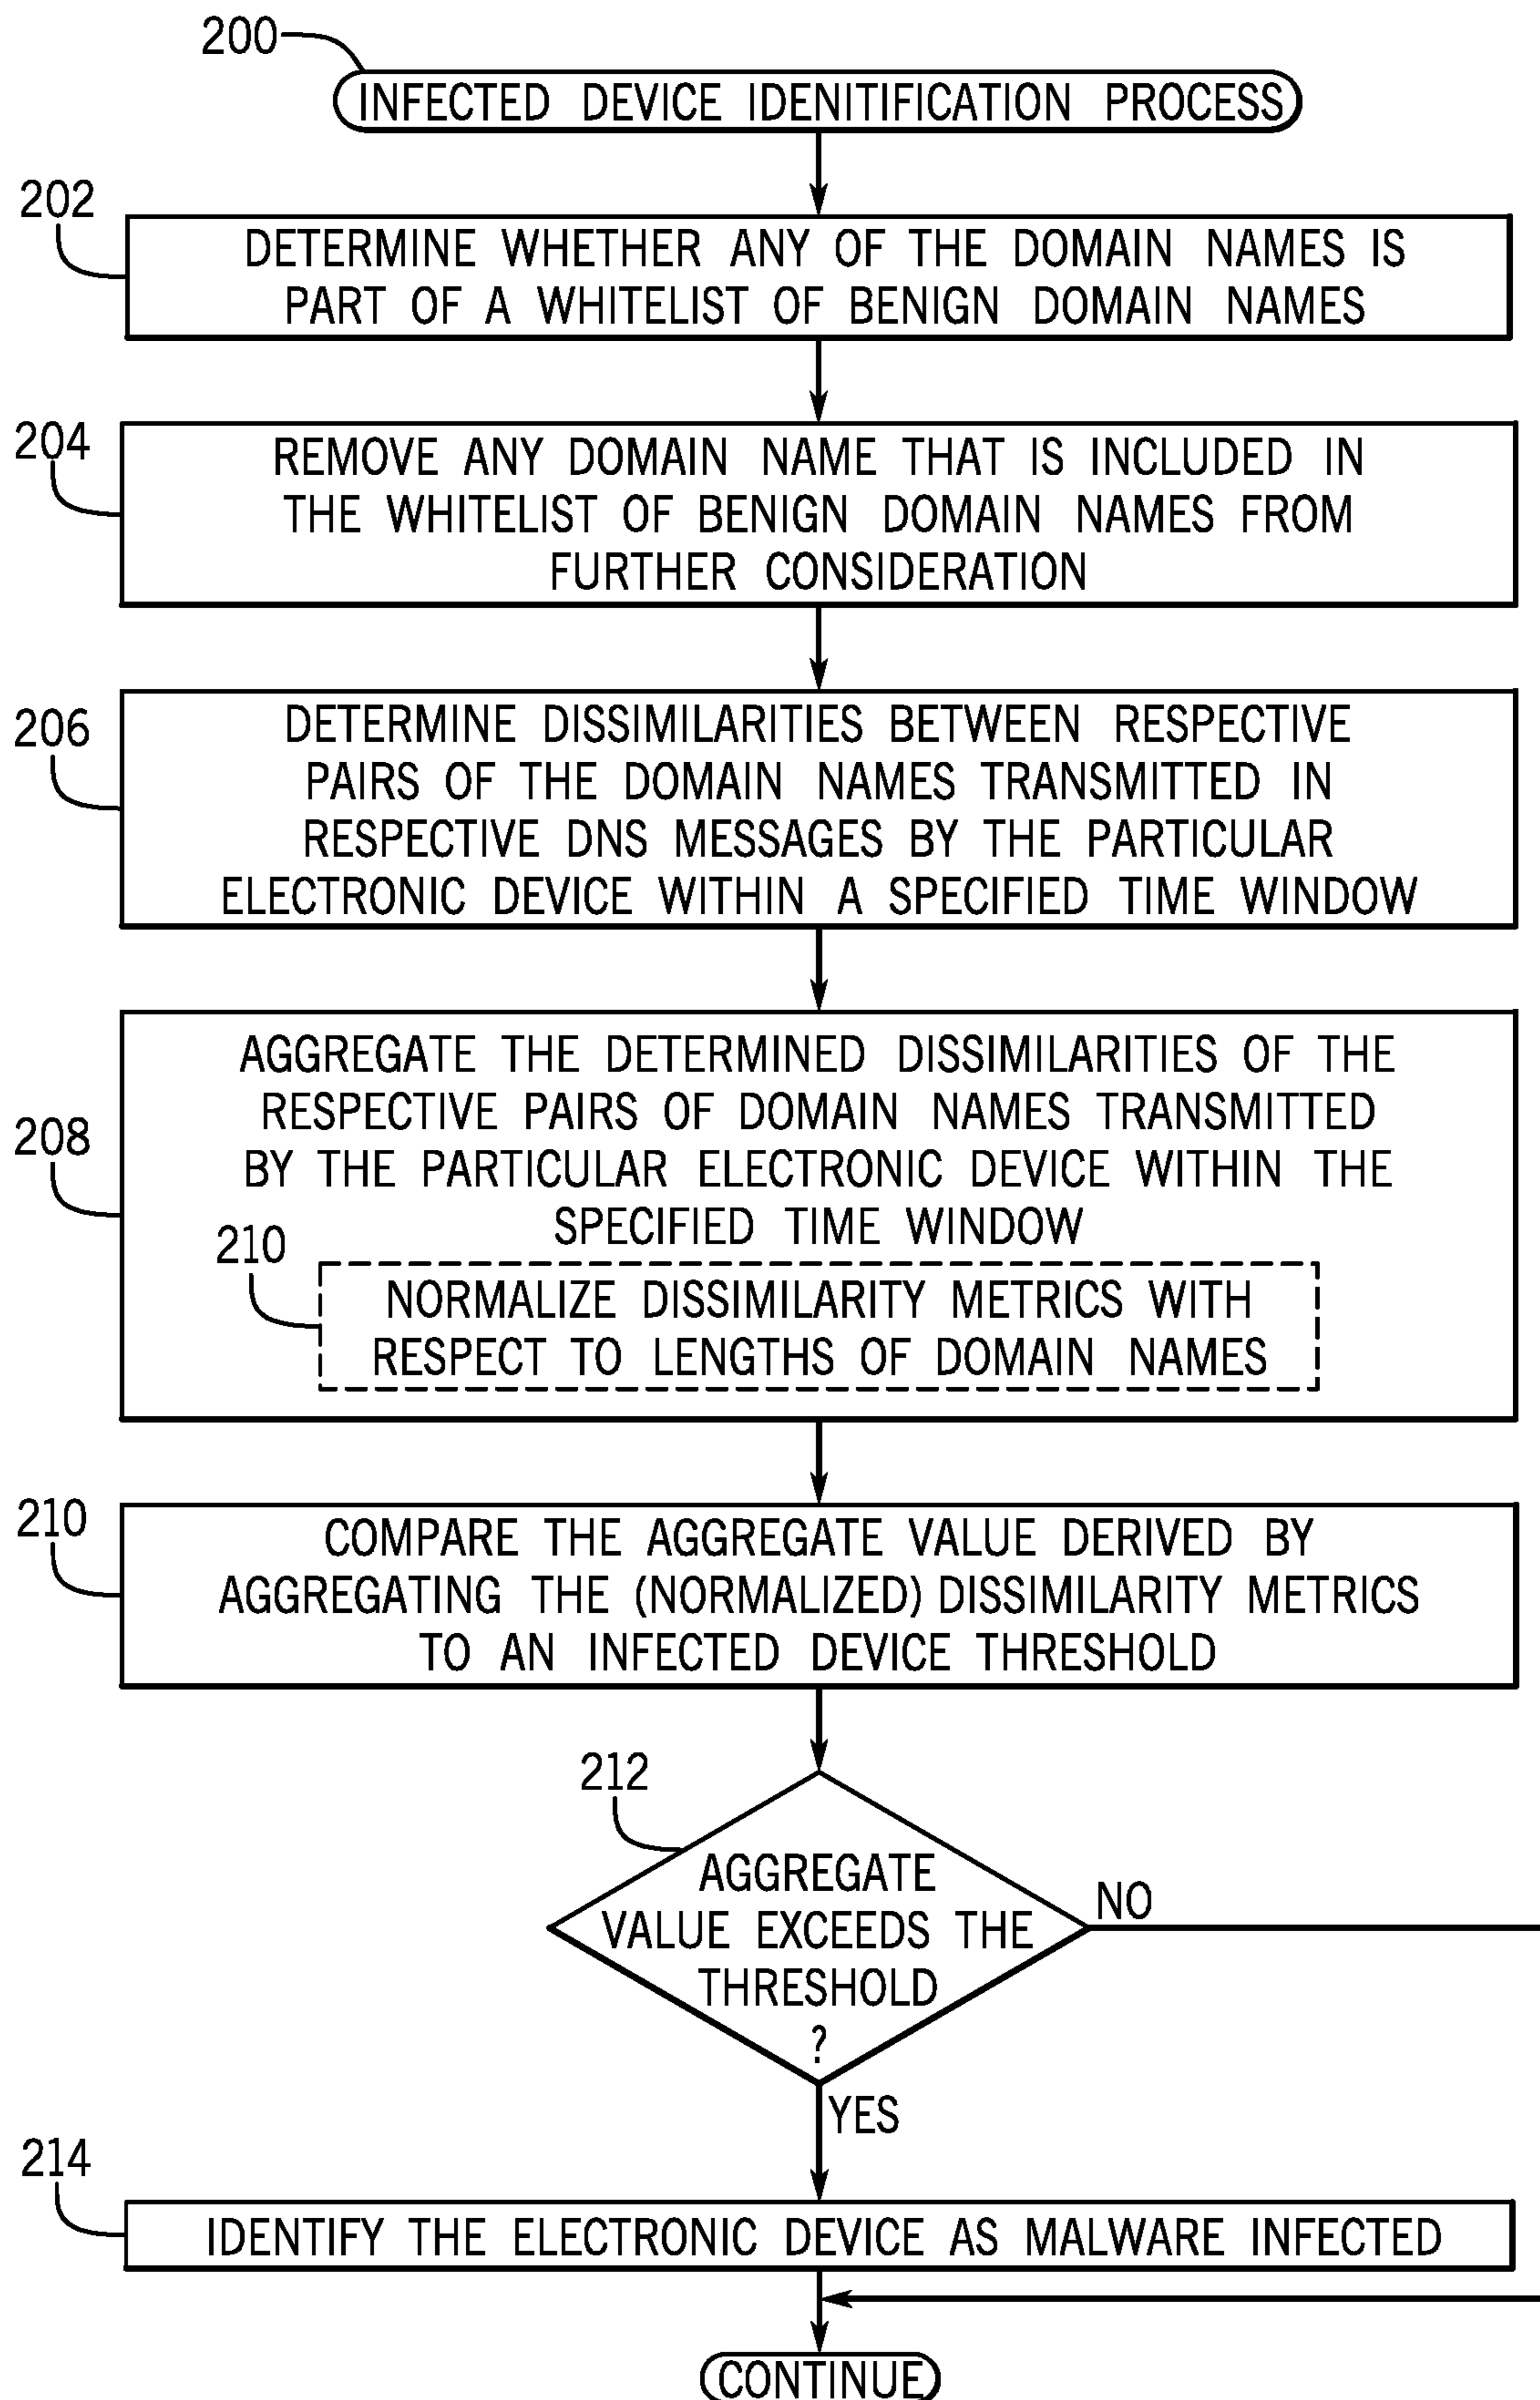 200
INFECTED DEVICE IDENITIFICATION PROCESS
202
DETERMINE WHETHER ANY OF THE DOMAIN NAMES IS
PART OF A WHITELIST OF BENIGN DOMAIN NAMES
204
REMOVE ANY DOMAIN NAME THAT IS INCLUDED IN
THE WHITELIST OF BENIGN DOMAIN NAMES FROM
FURTHER CONSIDERATION
206
DETERMINE DISSIMILARITIES BETWEEN RESPECTIVE
PAIRS OF THE DOMAIN NAMES TRANSMITTED IN
RESPECTIVE DNS MESSAGES BY THE PARTICULAR
ELECTRONIC DEVICE WITHIN A SPECIFIED TIME WINDOW
208
AGGREGATE THE DETERMINED DISSIMILARITIES OF THE
RESPECTIVE PAIRS OF DOMAIN NAMES TRANSMITTED
BY THE PARTICULAR ELECTRONIC DEVICE WITHIN THE
SPECIFIED TIME WINDOW
210
NORMALIZE DISSIMILARITY METRICS WITH
RESPECT TO LENGTHS OF DOMAIN NAMES
210
COMPARE THE AGGREGATE VALUE DERIVED BY
AGGREGATING THE (NORMALIZED) DISSIMILARITY METRICS
TO AN INFECTED DEVICE THRESHOLD
212
AGGREGATE
VALUE EXCEEDS THE
THRESHOLD
?
NO
YES
214
IDENTIFY THE ELECTRONIC DEVICE AS MALWARE INFECTED
CONTINUE